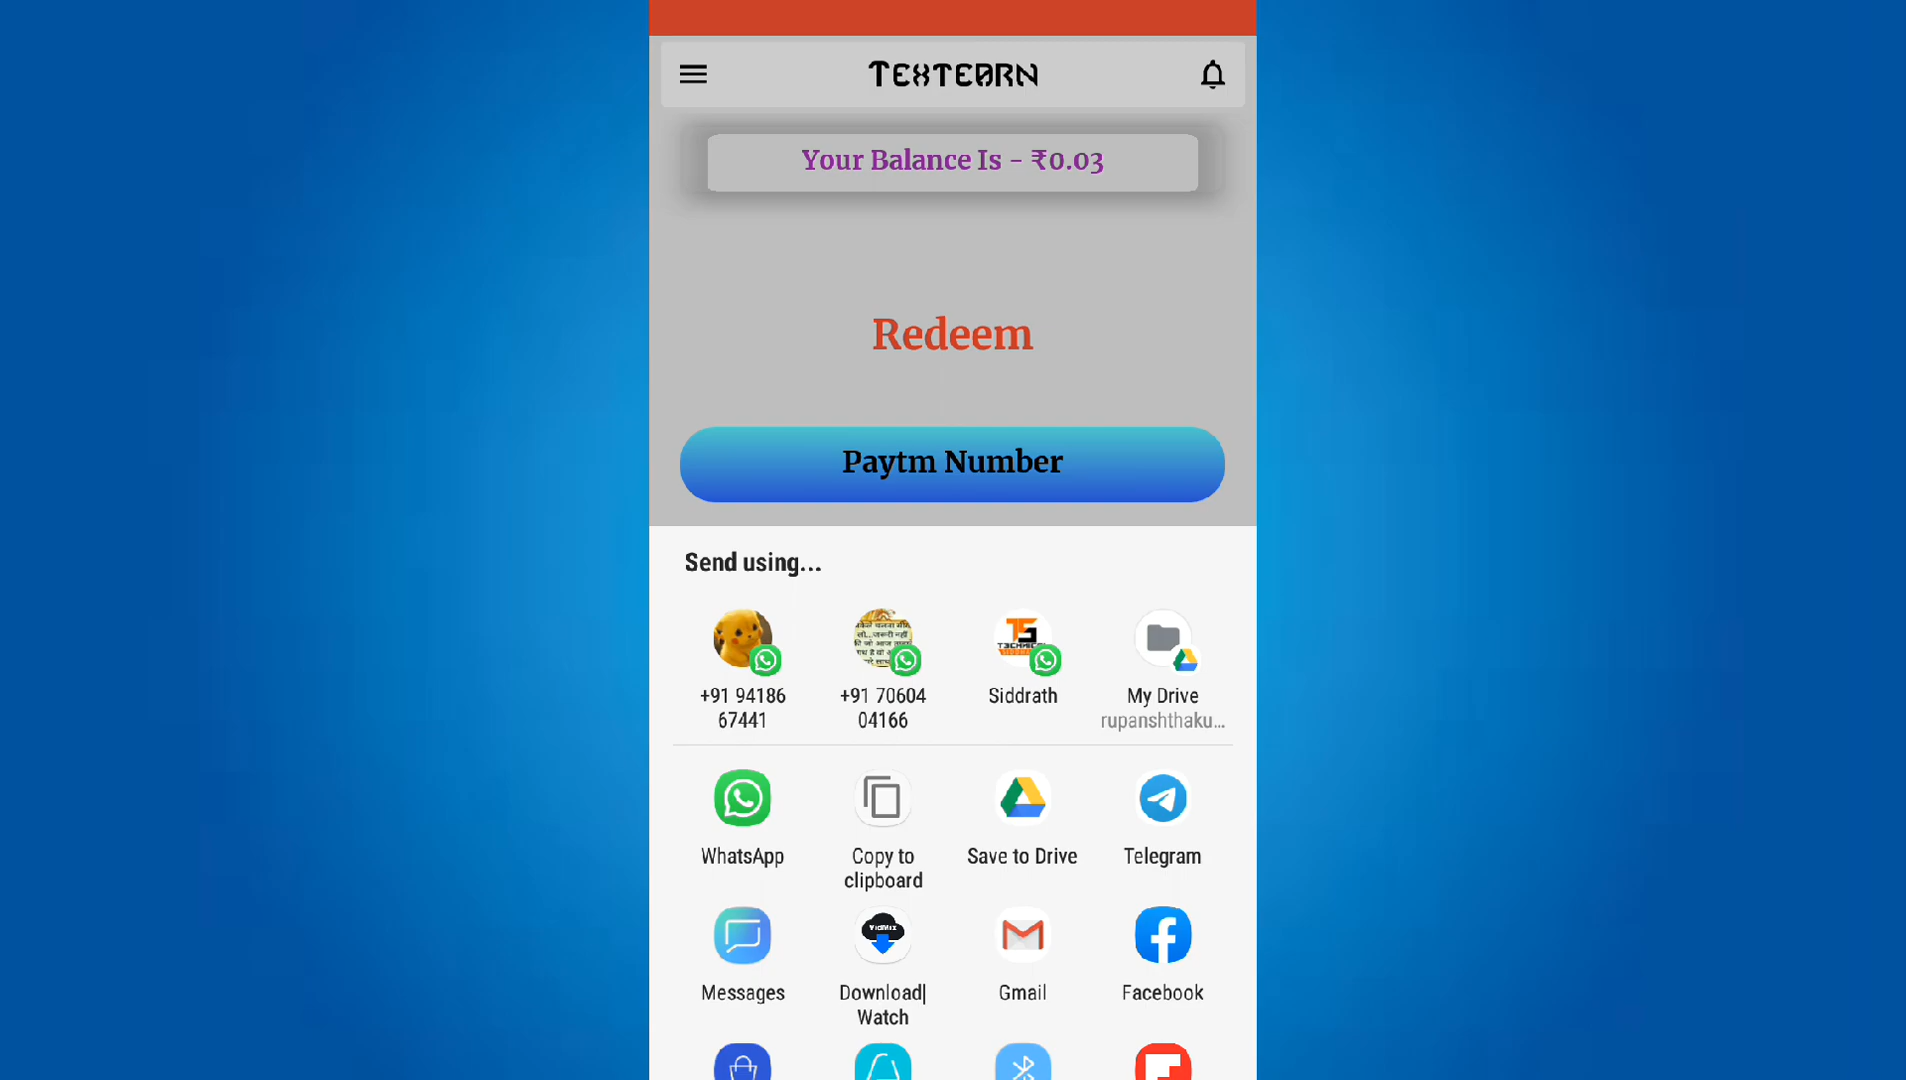 TEXTEARN
Your Balance Is - ₹0.03
Redeem
Paytm Number
Send using...
+91 94186 67441
+91 70604 04166
Siddrath
My Drive
rupanshthaku...
WhatsApp
Copy to clipboard
Save to Drive
Telegram
VidMix
Messages
Download| Watch
Gmail
Facebook